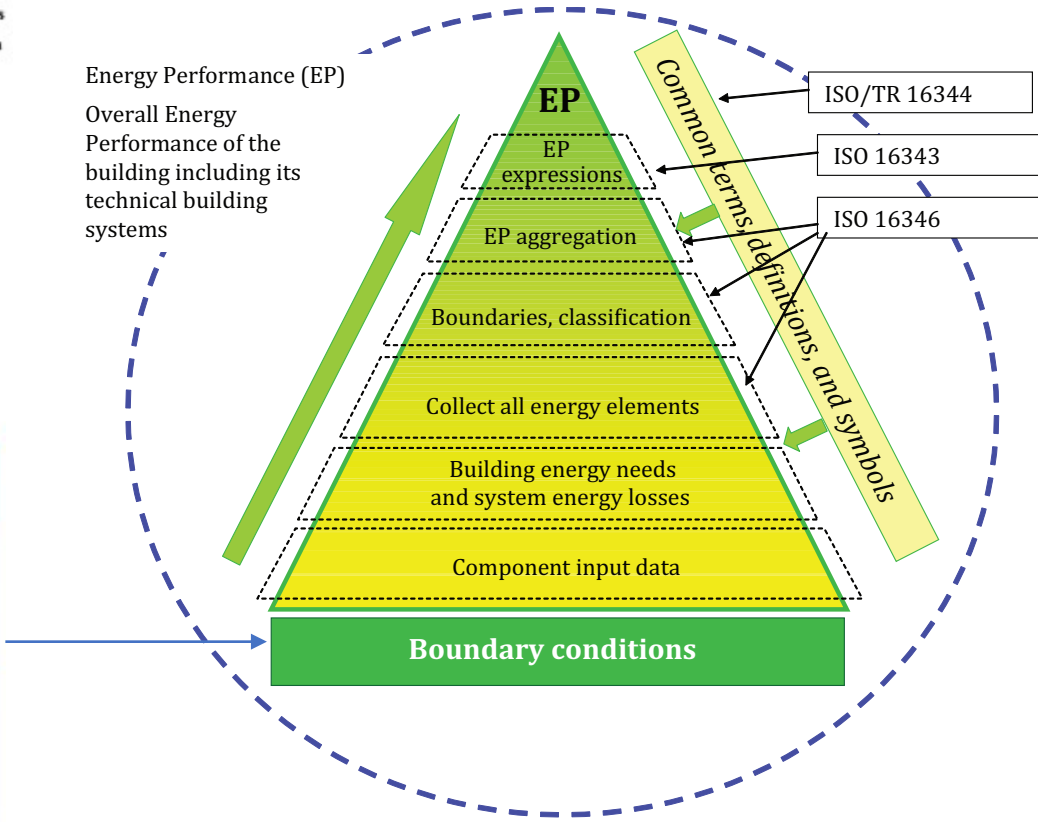 Energy Performance (EP)
Overall Energy
Performance of the
building including its
technical building
systems
EP
EP
expressions
EP aggregation
Boundaries, classification
Collect all energy elements
Building energy needs
and system energy losses
Component input data
Boundary conditions
Common terms, definitions, and symbols
ISO/TR 16344
ISO 16343
ISO 16346